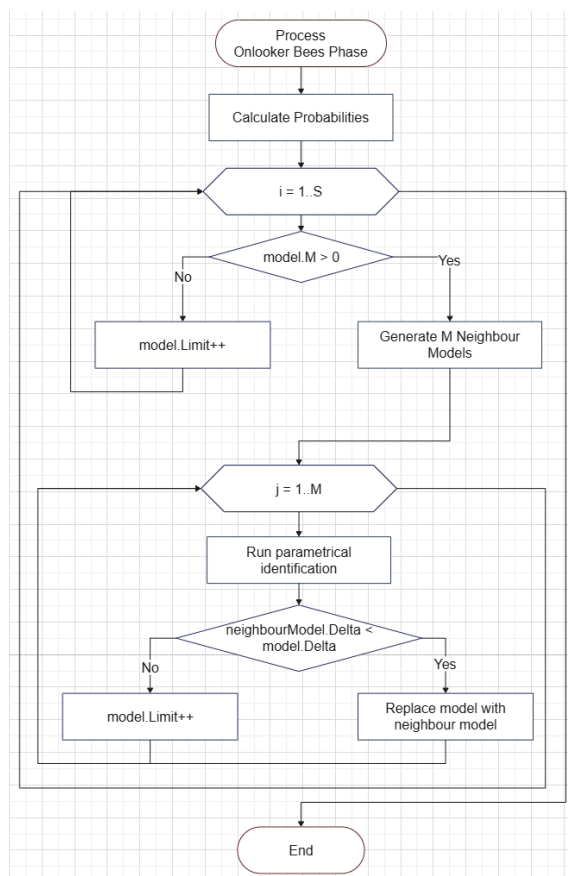 Process
Onlooker Bees Phase
Calculate Probabilities
i = 1..S
model.M > 0
No
Yes
model.Limit++
Generate M Neighbour
Models
j = 1..M
Run parametrical
identification
neighbourModel.Delta <
model.Delta
No
Yes
model.Limit++
Replace model with
neighbour model
End